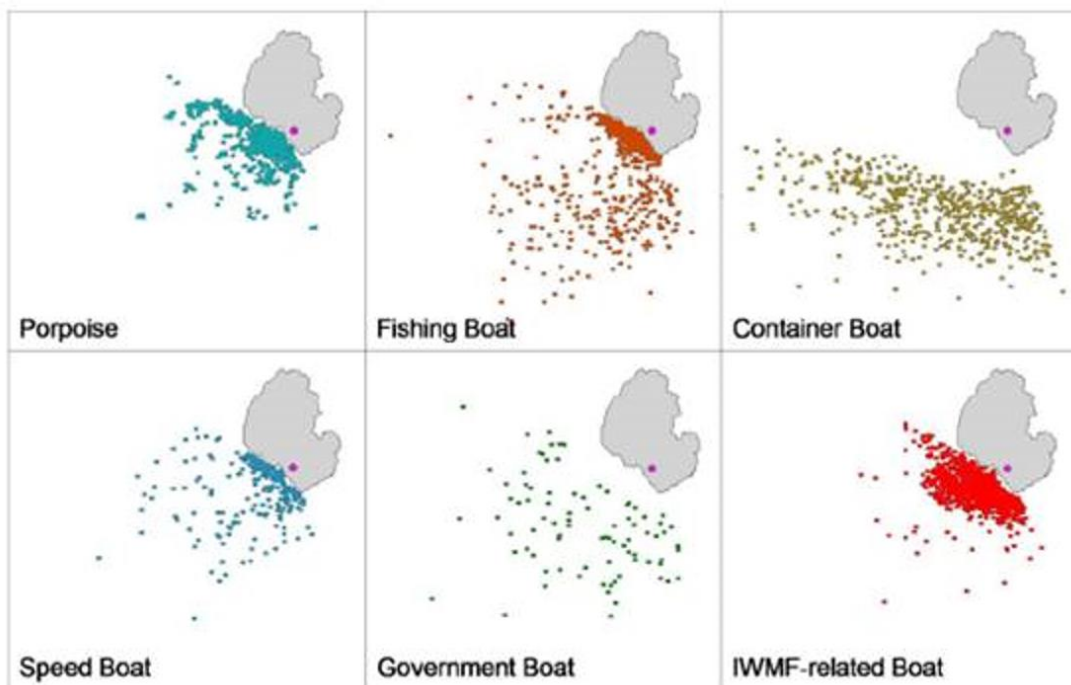 Porpoise
Fishing Boat
Container Boat
Speed Boat
Government Boat
IWMF-related Boat